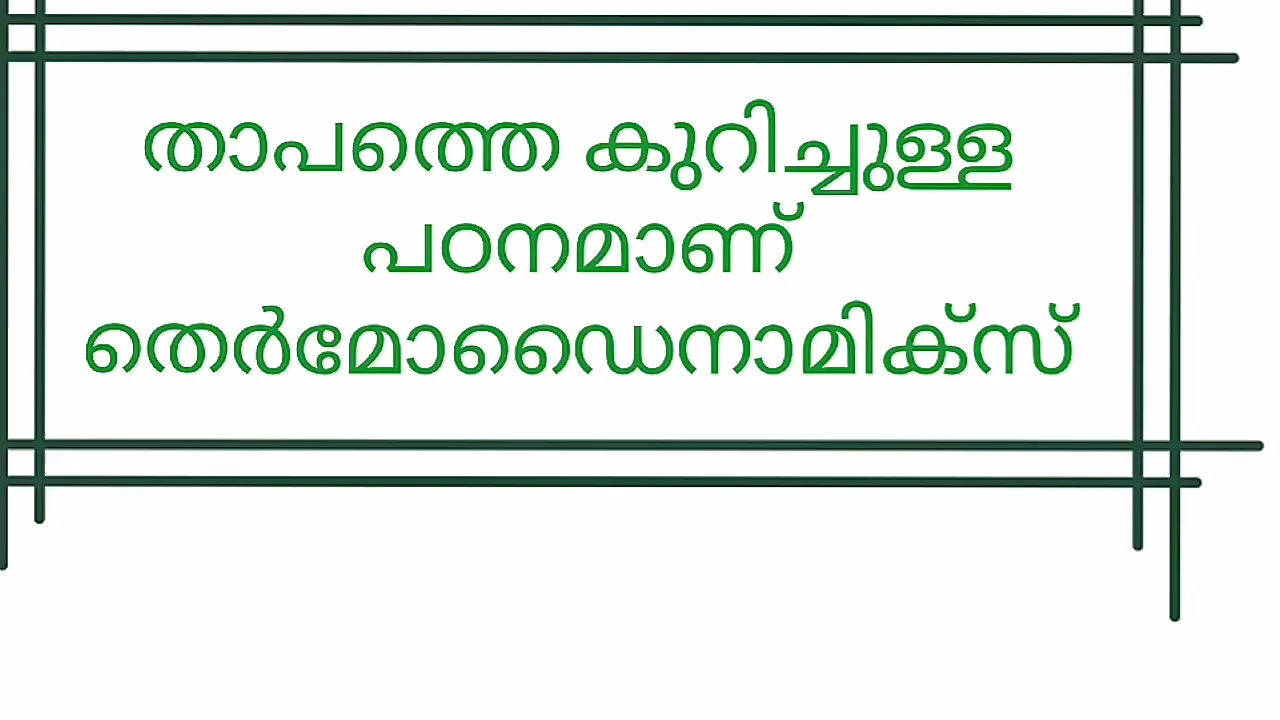 താപത്തെ കുറിച്ചുള്ള
പഠനമാണ്
തെർമോഡൈനാമിക്സ്